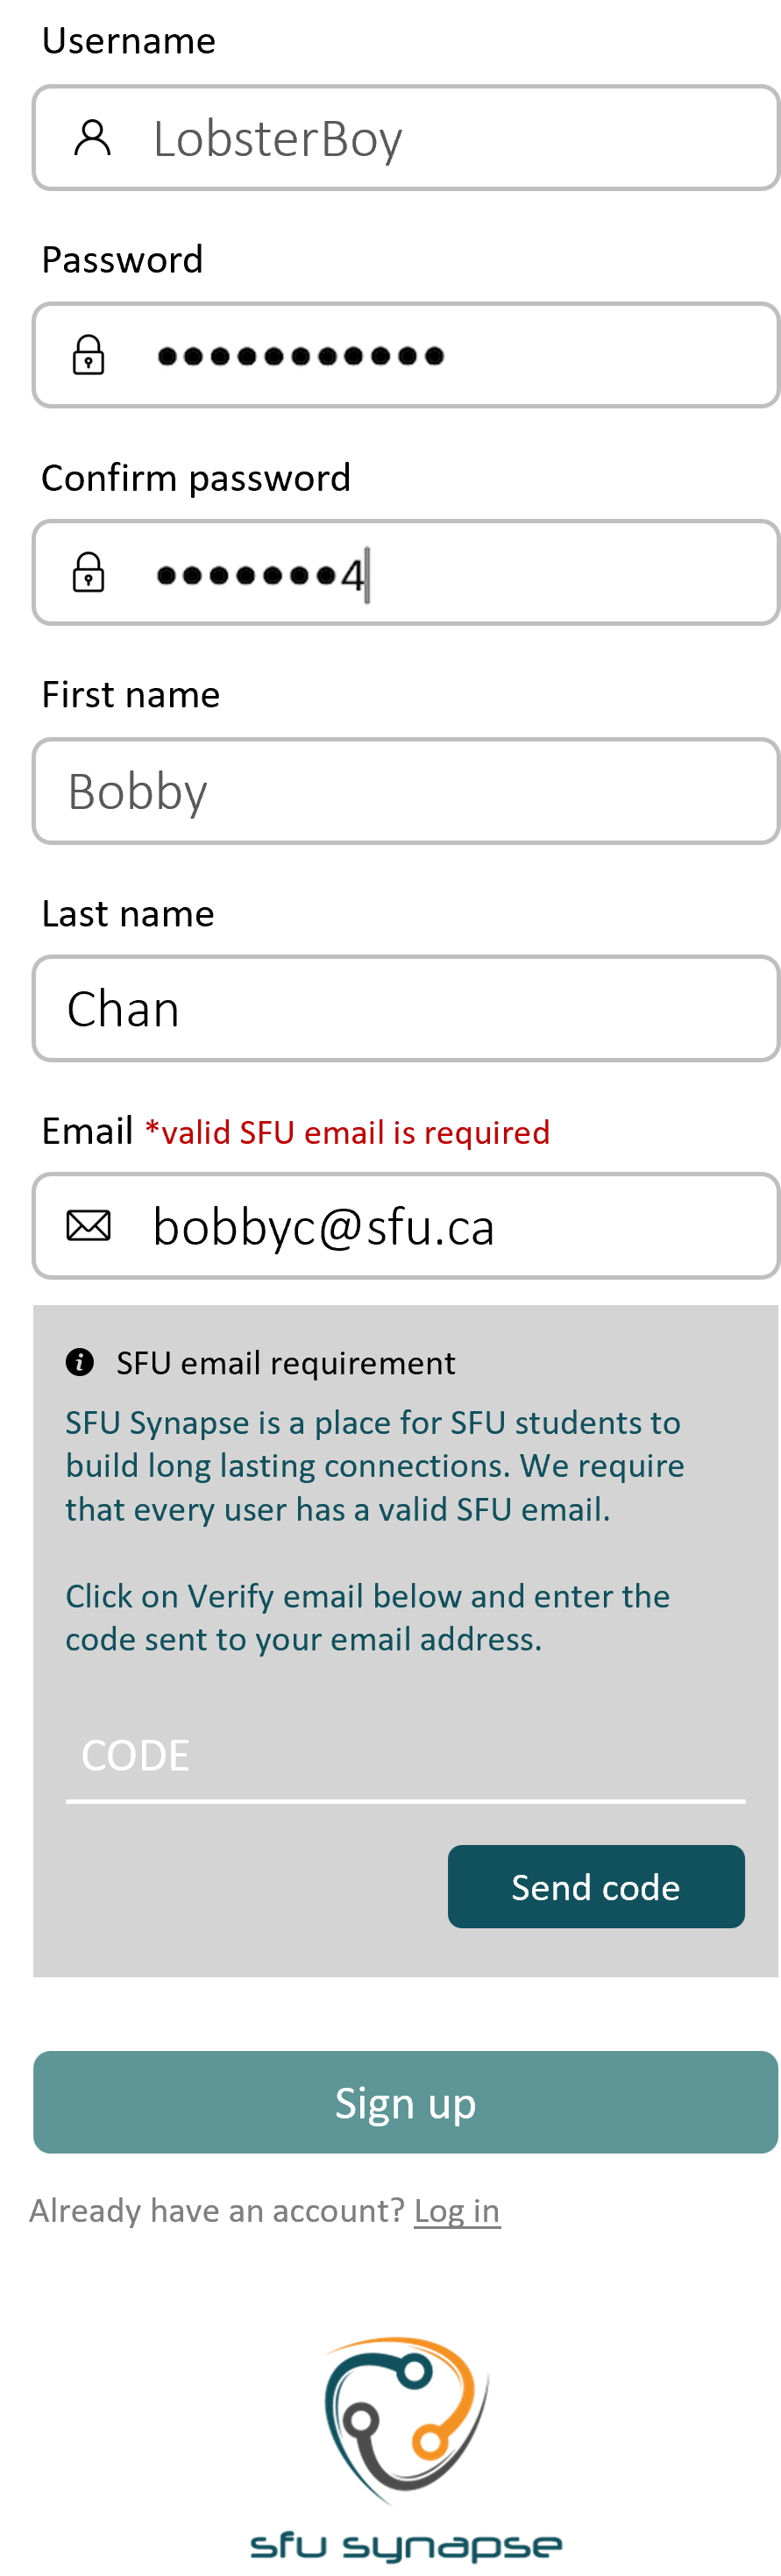 Username
LobsterBoy
Password
•••••••••••
Confirm password
•••••••4
First name
Bobby
Last name
Chan
Email *valid SFU email is required
bobbyc@sfu.ca
SFU email requirement
SFU Synapse is a place for SFU students to
build long lasting connections. We require
that every user has a valid SFU email.
Click on Verify email below and enter the
code sent to your email address.
CODE
Send code
Sign up
Already have an account? Log in
sfu synapse